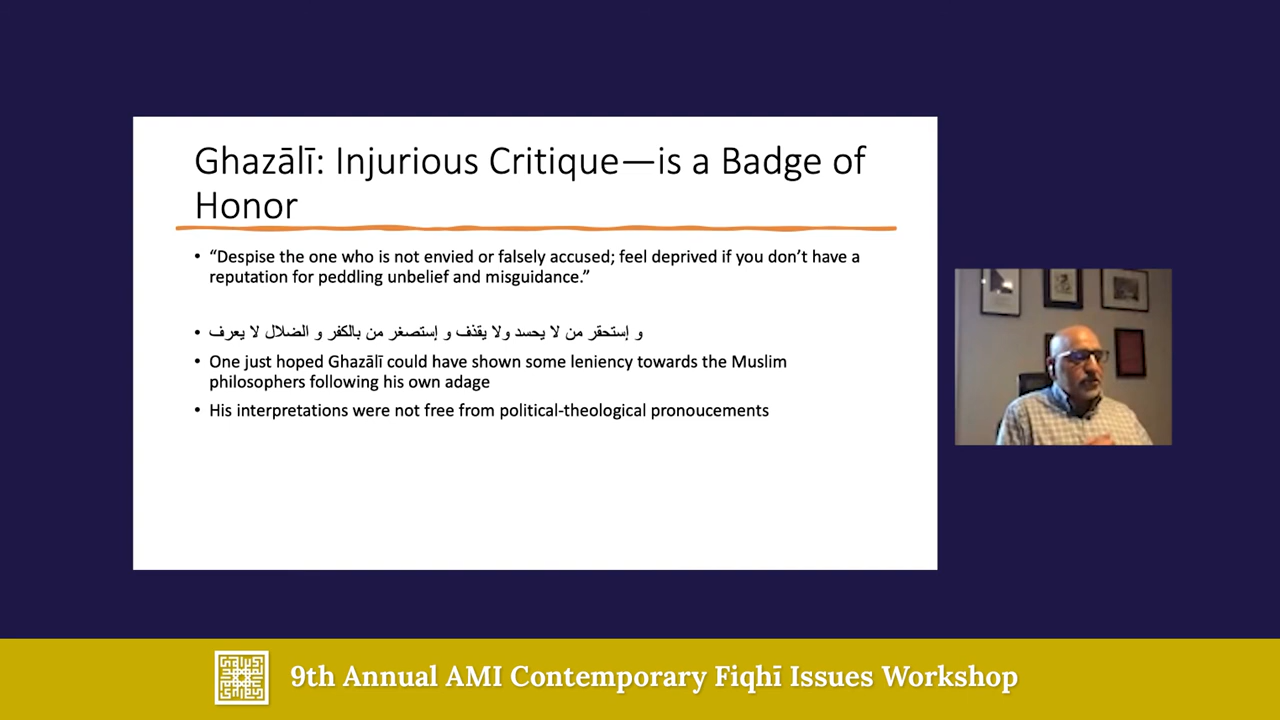 Ghazālī: Injurious Critique—is a Badge of
Honor
• “Despise the one who is not envied or falsely accused; feel deprived if you don’t have a
reputation for peddling unbelief and misguidance.”
• و إستحقر من لا يحسد ولا يقذف و إستصغر من بالكفر و الضلال لا يعرف
• One just hoped Ghazālī could have shown some leniency towards the Muslim
philosophers following his own adage
• His interpretations were not free from political-theological pronoucements
9th Annual AMI Contemporary Fiqhī Issues Workshop